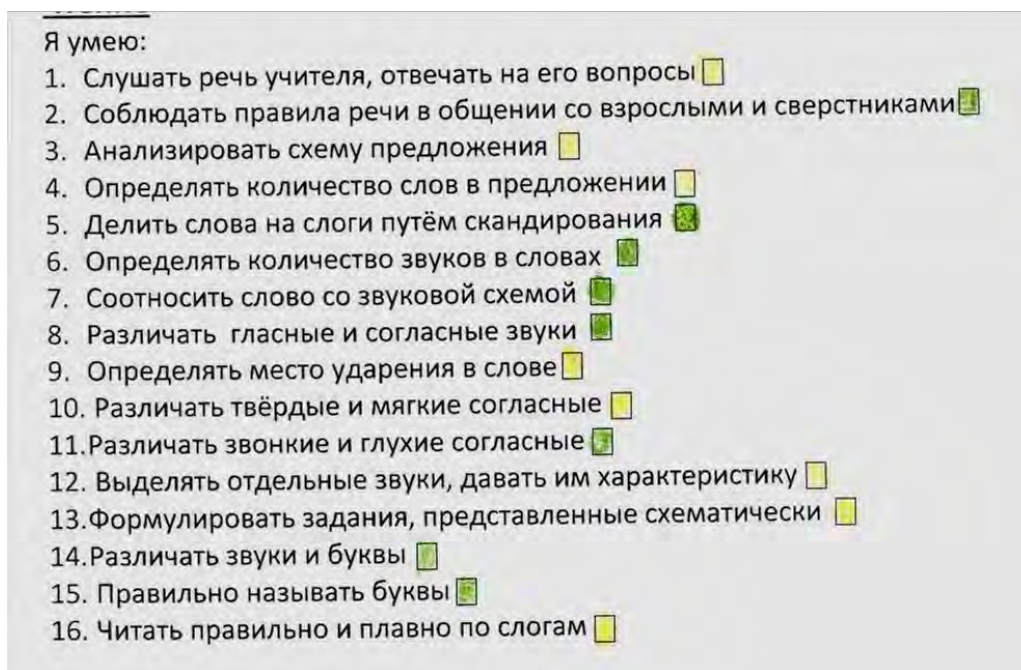 Я умею:
1. Слушать речь учителя, отвечать на его вопросы
2. Соблюдать правила речи в общении со взрослыми и сверстниками
3. Анализировать схему предложения
4. Определять количество слов в предложении
5. Делить слова на слоги путём скандирования
6. Определять количество звуков в словах
7. Соотносить слово со звуковой схемой
8. Различать гласные и согласные звуки
9. Определять место ударения в слове
10. Различать твёрдые и мягкие согласные
11.Различать звонкие и глухие согласные
12. Выделять отдельные звуки, давать им характеристику
13.Формулировать задания, представленные схематически
14.Различать звуки и буквы
15. Правильно называть буквы
16. Читать правильно и плавно по слогам